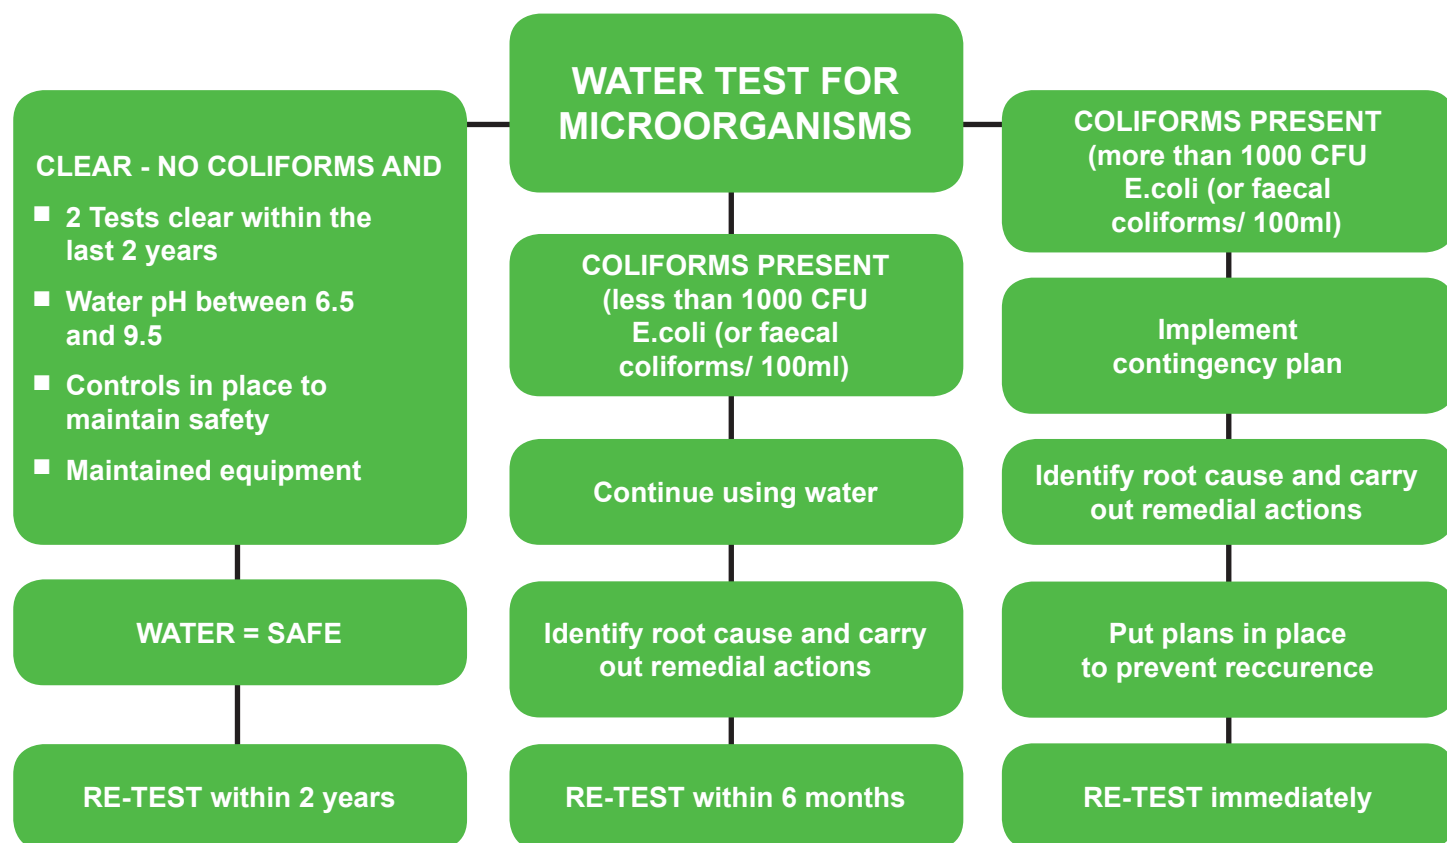 WATER TEST FOR
MICROORGANISMS
CLEAR - NO COLIFORMS AND
■ 2 Tests clear within the
last 2 years
■ Water pH between 6.5
and 9.5
■ Controls in place to
maintain safety
■ Maintained equipment
WATER = SAFE
RE-TEST within 2 years
COLIFORMS PRESENT
(less than 1000 CFU
E.coli (or faecal
coliforms/ 100ml)
Continue using water
Identify root cause and carry
out remedial actions
RE-TEST within 6 months
COLIFORMS PRESENT
(more than 1000 CFU
E.coli (or faecal
coliforms/ 100ml)
Implement
contingency plan
Identify root cause and carry
out remedial actions
Put plans in place
to prevent reccurence
RE-TEST immediately